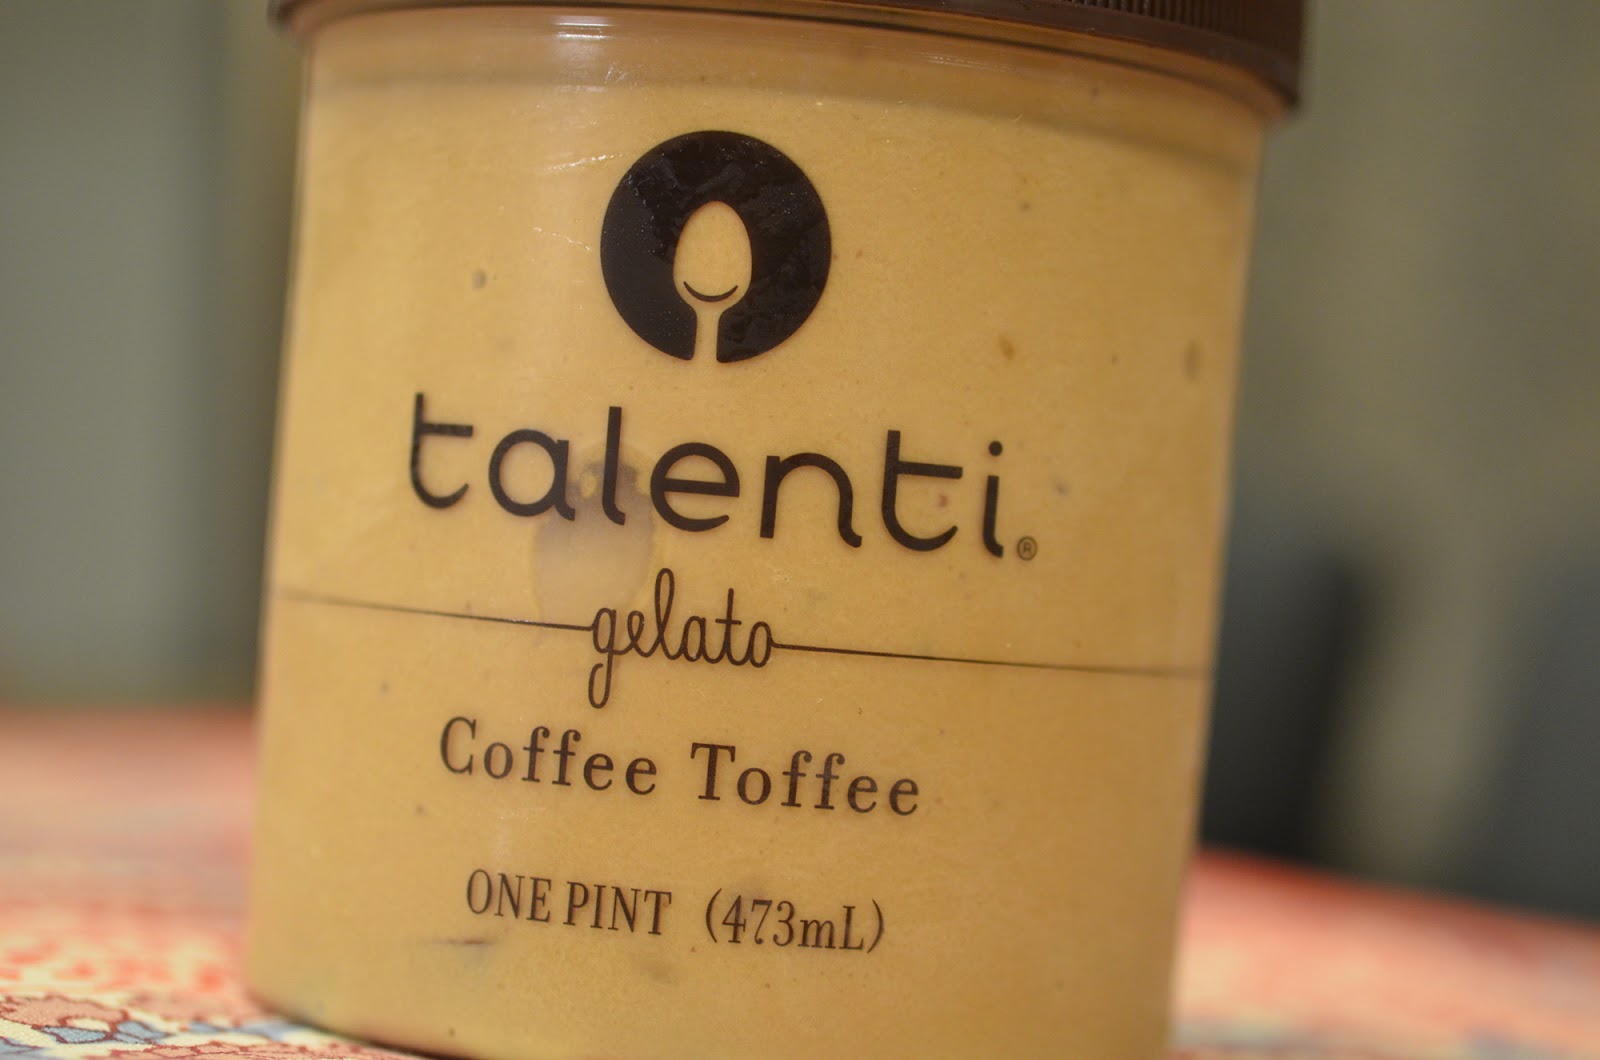 talenti®
gelato
Coffee Toffee
ONE PINT (473mL)